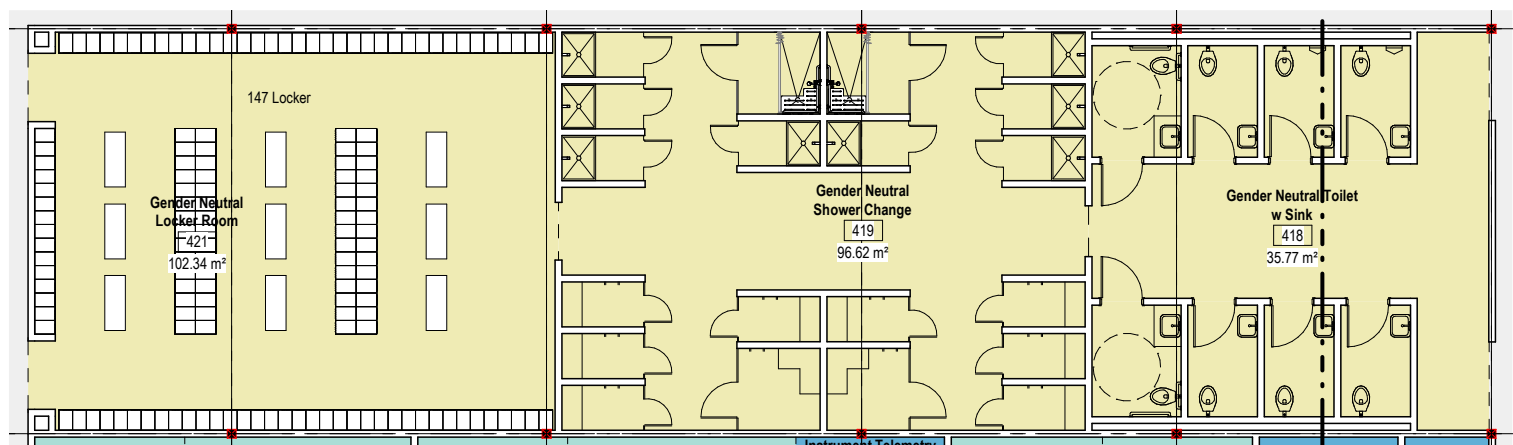 147 Locker
Gender Neutral
Locker Room
421
102.34 m²
Gender Neutral
Shower Change
419
96.62 m²
Gender Neutral Toilet
w Sink
418
35.77 m²
Instrument Telemetry